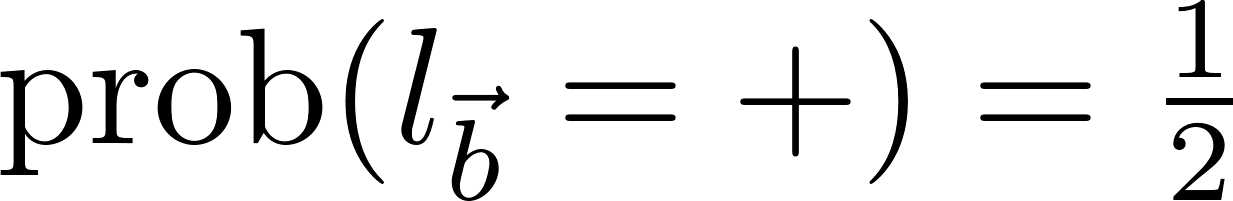 prob(l_{\vec{b}} = +) = \frac{1}{2}